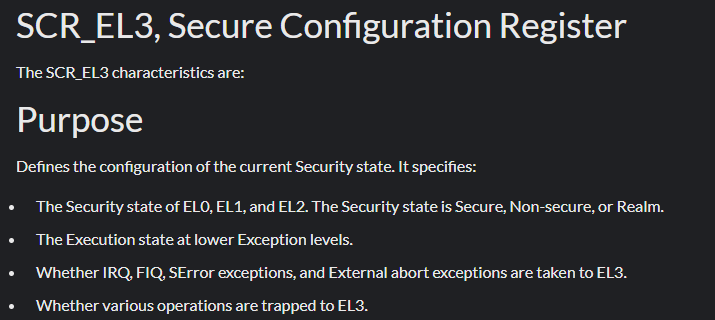 SCR_EL3, Secure Configuration Register
The SCR_EL3 characteristics are:
Purpose
Defines the configuration of the current Security state. It specifies:
• The Security state of EL0, EL1, and EL2. The Security state is Secure, Non-secure, or Realm.
• The Execution state at lower Exception levels.
• Whether IRQ, FIQ, SError exceptions, and External abort exceptions are taken to EL3.
• Whether various operations are trapped to EL3.